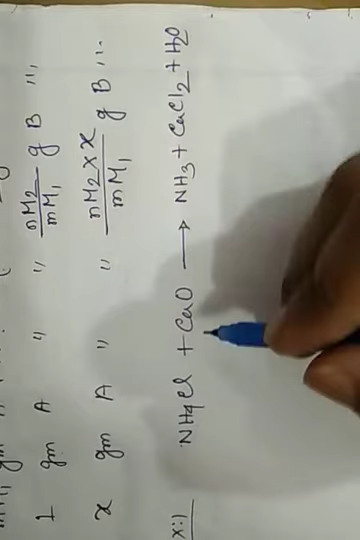 1 gm A " " nM2/mM1 g B ",
x gm A " " nM2 x x/mM1 g B ".
x:) NH4Cl + CaO → NH3 + CaCl2 + H2O